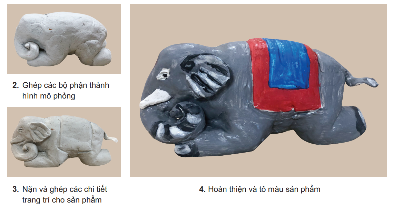 2. Ghép các bộ phận thành
hình mô phỏng
3. Nặn và ghép các chi tiết
trang trí cho sản phẩm
4. Hoàn thiện và tô màu sản phẩm